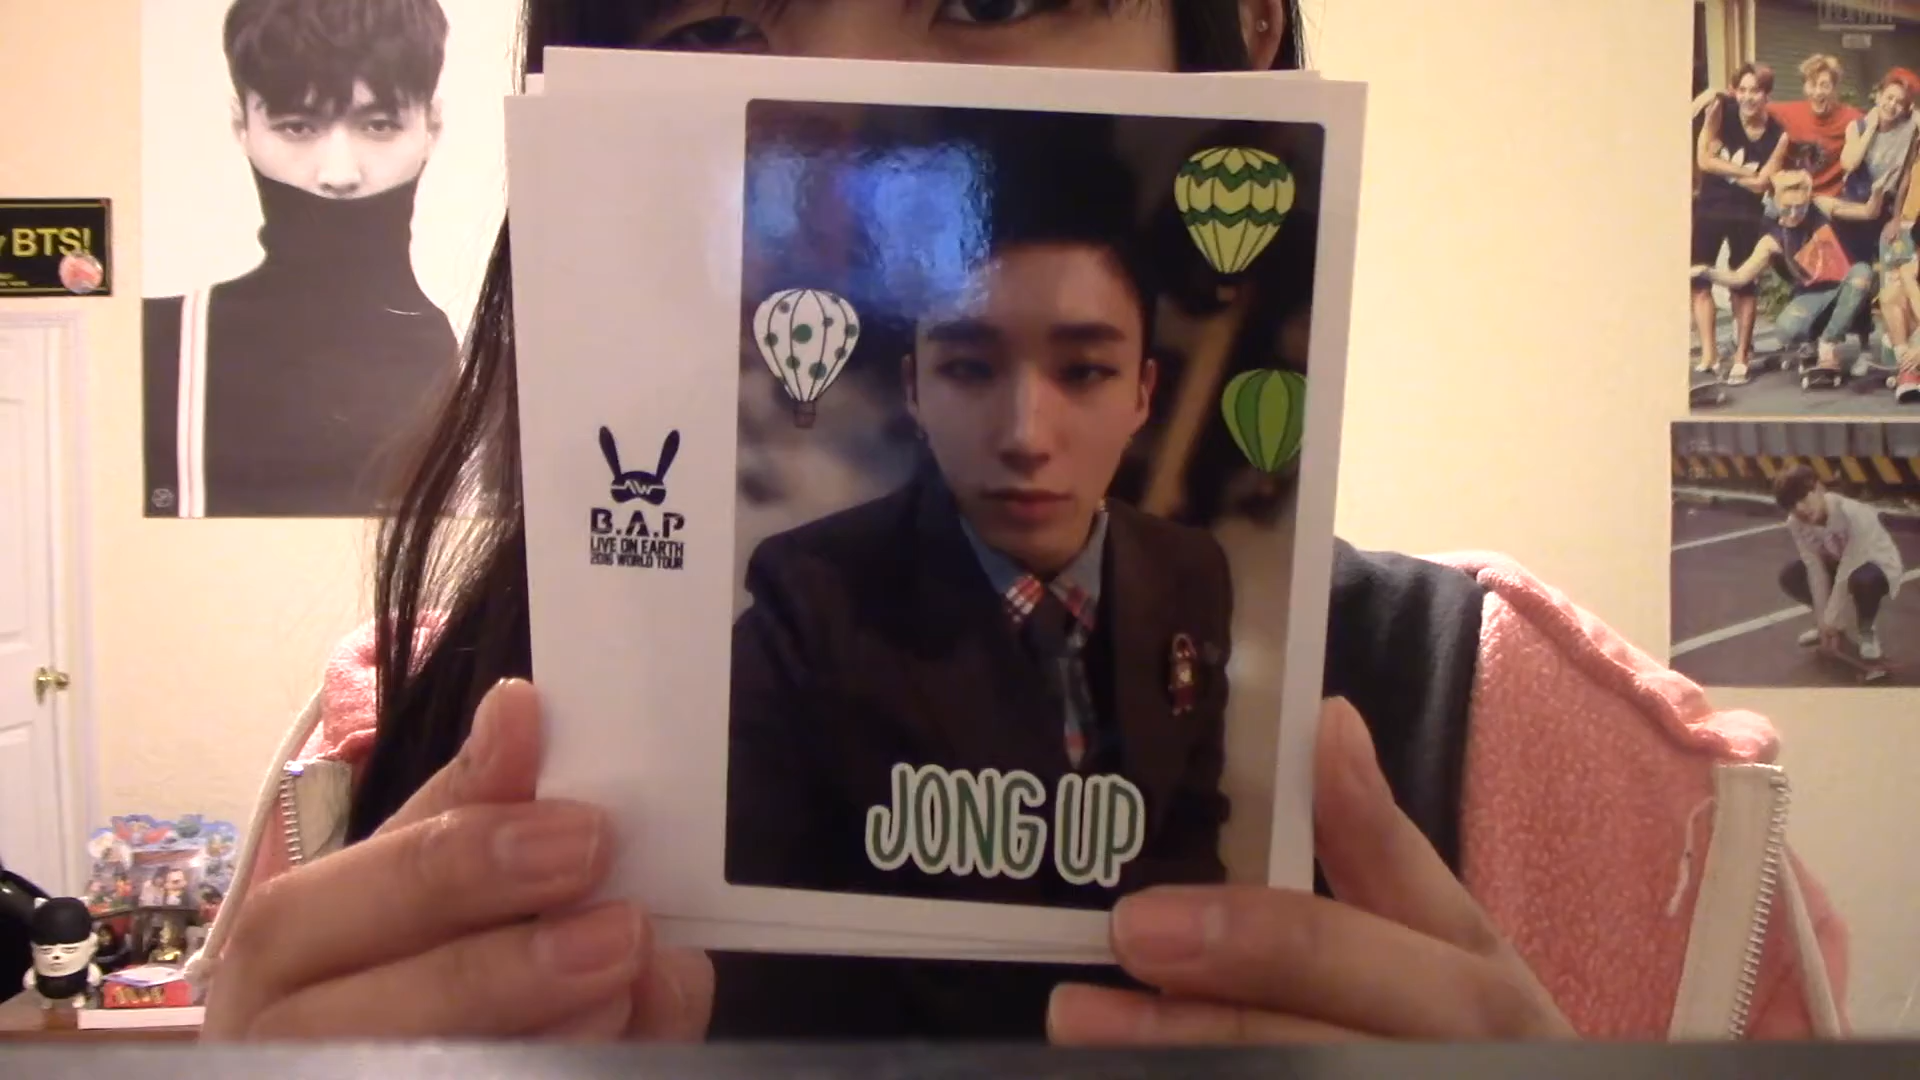 BTS!
B.A.P
LIVE ON EARTH
2016 WORLD TOUR
JONG UP